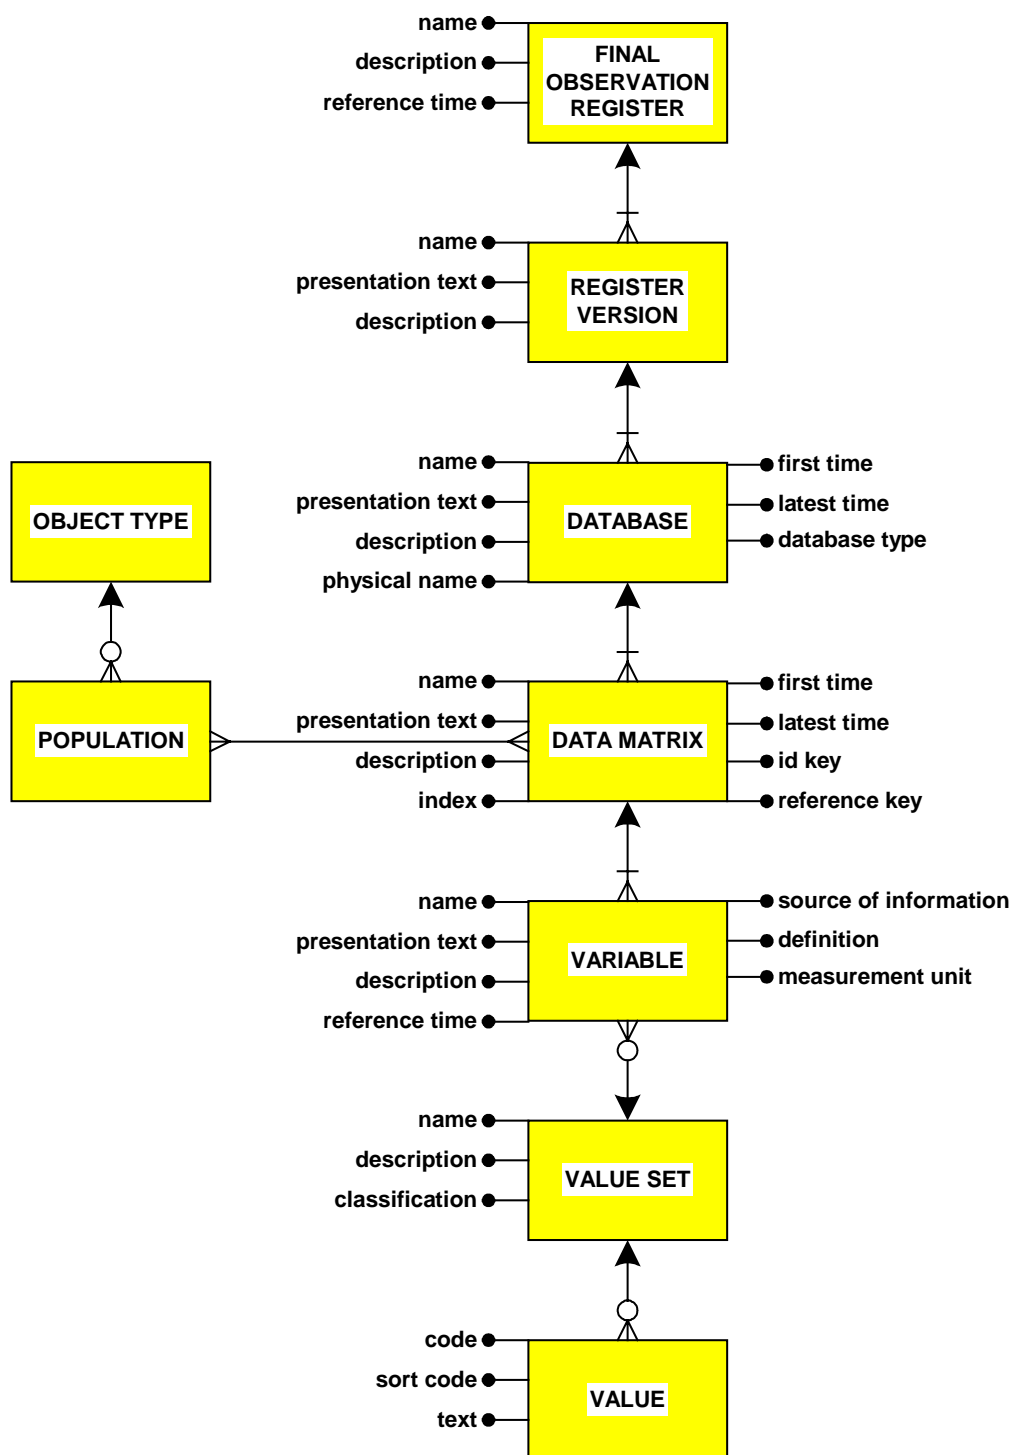 name
description
reference time
FINAL
OBSERVATION
REGISTER
name
presentation text
description
REGISTER
VERSION
name
presentation text
description
physical name
DATABASE
first time
latest time
database type
OBJECT TYPE
POPULATION
name
presentation text
description
index
DATA MATRIX
first time
latest time
id key
reference key
name
presentation text
description
reference time
VARIABLE
source of information
definition
measurement unit
name
description
classification
VALUE SET
code
sort code
text
VALUE